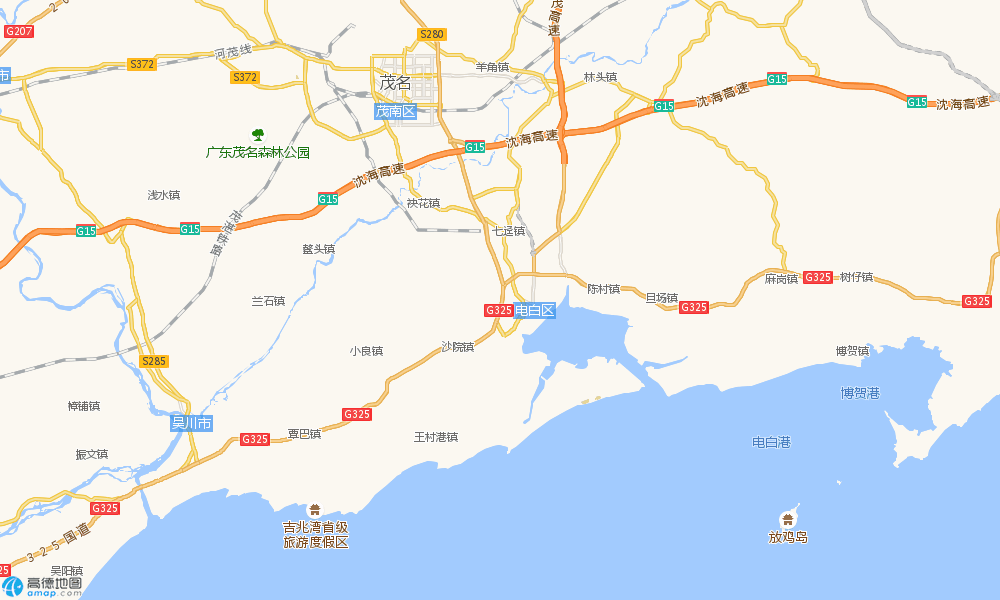 茂
高
速
20
G207
S280
河茂线
S372
羊角镇
市
S372
茂名
林头镇
G15
沈海高速
G15
G15
沈海高速
茂南区
广东茂名森林公园
沈海高速
G15
沈海高速
浅水镇
G15
袂花镇
G15
G15
七迳镇
鳌头镇
兰石镇
陈村镇
旦场镇
麻岗镇
G325
树仔镇
G325
G325
电白区
G325
小良镇
沙院镇
博贺镇
S285
博贺港
樟铺镇
吴川市
G325
G325
覃巴镇
王村港镇
电白港
振文镇
G325
吉兆湾省级
旅游度假区
放鸡岛
325国道
25
吴阳镇
高德地图
amap.com